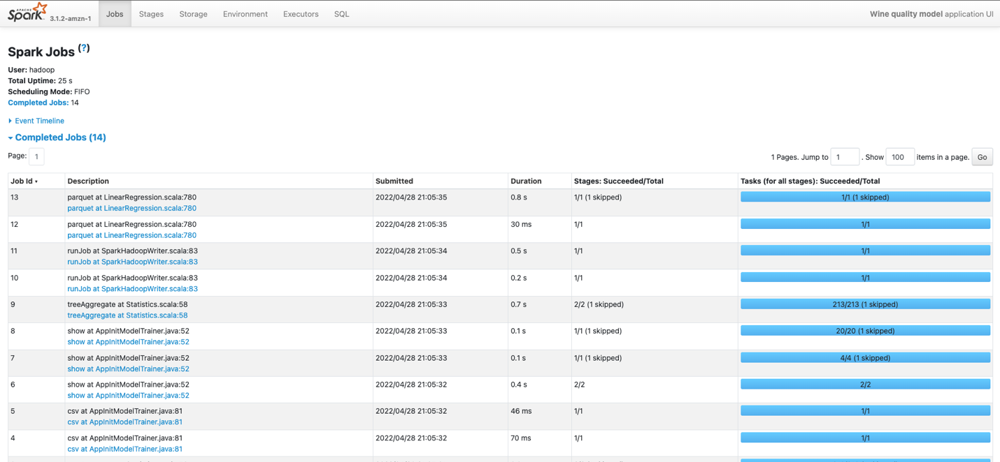 APACHE
Spark 3.1.2-amzn-1 Jobs Stages Storage Environment Executors SQL Wine quality model application UI
Spark Jobs (?)
User: hadoop
Total Uptime: 25 s
Scheduling Mode: FIFO
Completed Jobs: 14
Event Timeline
Completed Jobs (14)
Page: 1 1 Pages. Jump to 1 . Show 100 items in a page. Go
Job Id ▾ Description Submitted Duration Stages: Succeeded/Total Tasks (for all stages): Succeeded/Total
13 parquet at LinearRegression.scala:780 2022/04/28 21:05:35 0.8 s 1/1 (1 skipped) 1/1 (1 skipped)
parquet at LinearRegression.scala:780
12 parquet at LinearRegression.scala:780 2022/04/28 21:05:35 30 ms 1/1 1/1
parquet at LinearRegression.scala:780
11 runJob at SparkHadoopWriter.scala:83 2022/04/28 21:05:34 0.5 s 1/1 1/1
runJob at SparkHadoopWriter.scala:83
10 runJob at SparkHadoopWriter.scala:83 2022/04/28 21:05:34 0.2 s 1/1 1/1
runJob at SparkHadoopWriter.scala:83
9 treeAggregate at Statistics.scala:58 2022/04/28 21:05:33 0.7 s 2/2 (1 skipped) 213/213 (1 skipped)
treeAggregate at Statistics.scala:58
8 show at AppInitModelTrainer.java:52 2022/04/28 21:05:33 0.1 s 1/1 (1 skipped) 20/20 (1 skipped)
show at AppInitModelTrainer.java:52
7 show at AppInitModelTrainer.java:52 2022/04/28 21:05:33 0.1 s 1/1 (1 skipped) 4/4 (1 skipped)
show at AppInitModelTrainer.java:52
6 show at AppInitModelTrainer.java:52 2022/04/28 21:05:32 0.4 s 2/2 2/2
show at AppInitModelTrainer.java:52
5 csv at AppInitModelTrainer.java:81 2022/04/28 21:05:32 46 ms 1/1 1/1
csv at AppInitModelTrainer.java:81
4 csv at AppInitModelTrainer.java:81 2022/04/28 21:05:32 70 ms 1/1 1/1
csv at AppInitModelTrainer.java:81